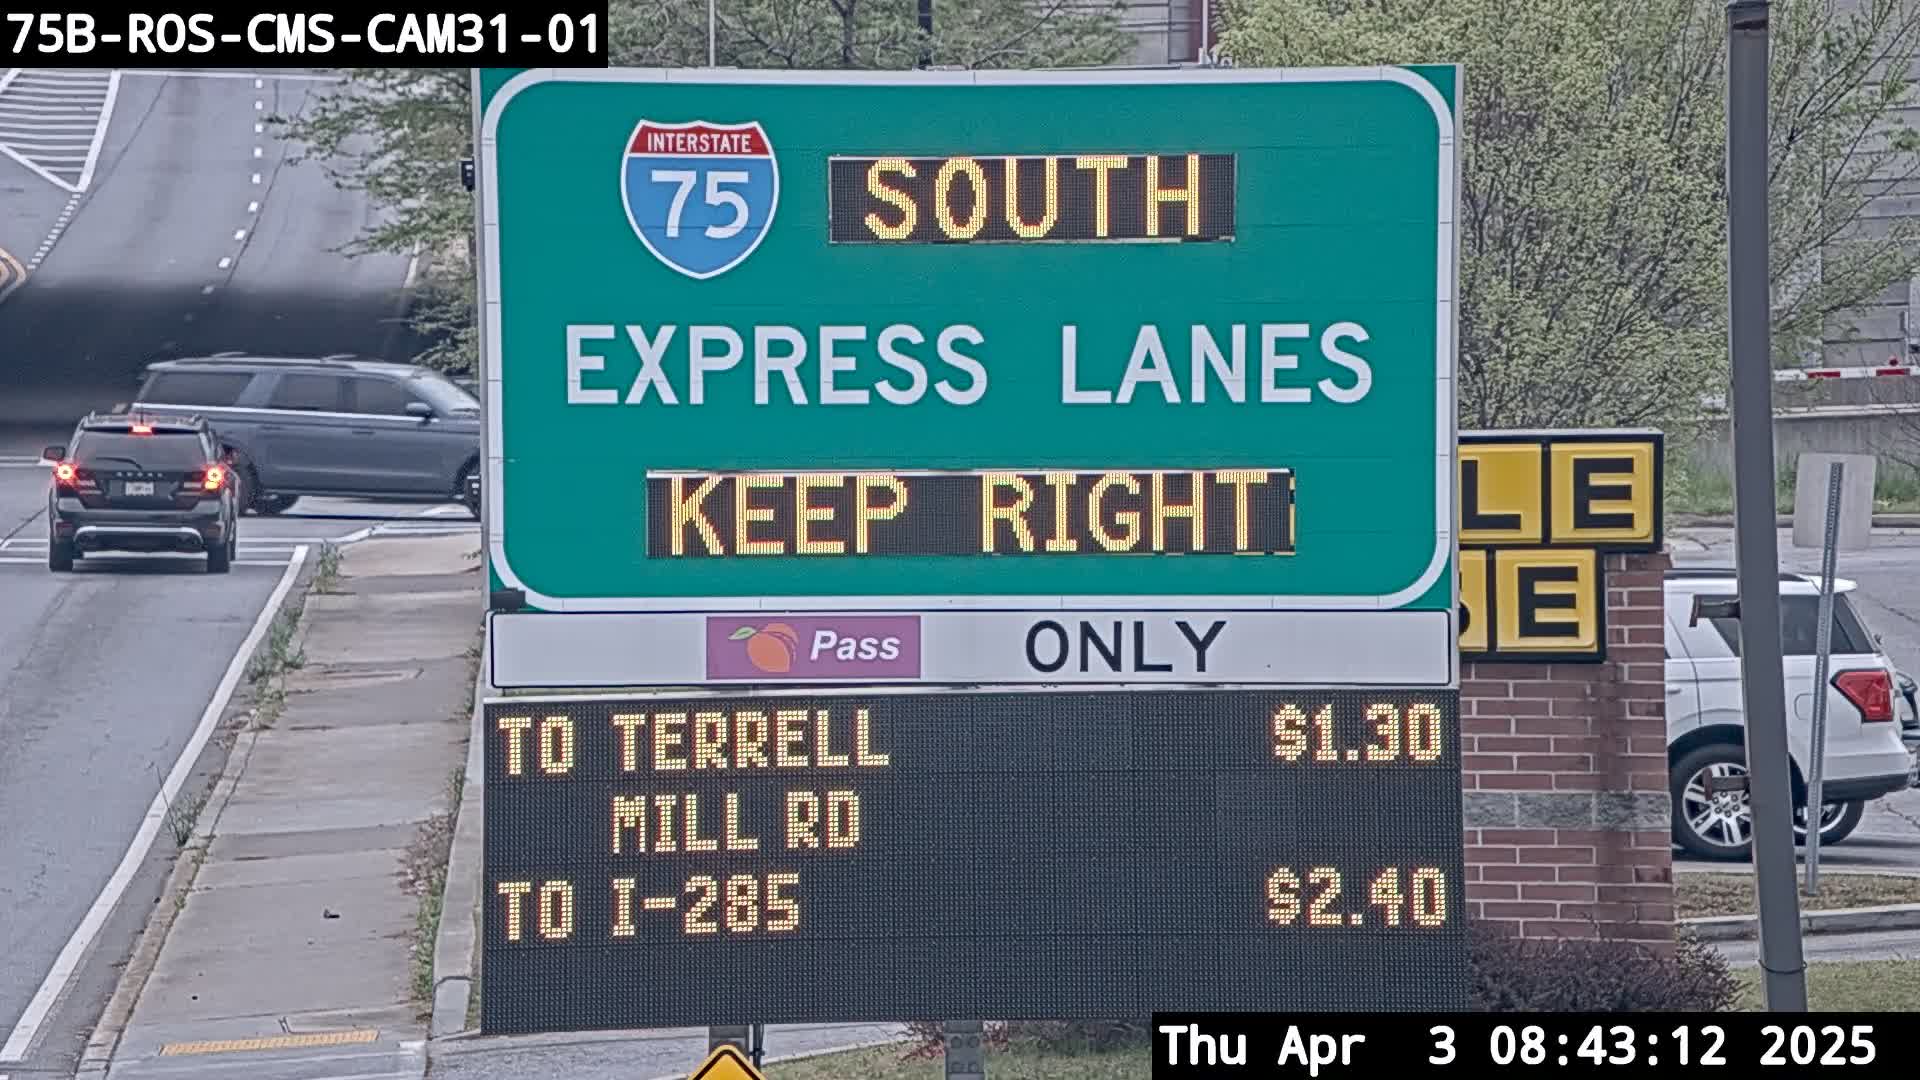 75B-ROS-CMS-CAM31-01
INTERSTATE
75
SOUTH
EXPRESS LANES
KEEP RIGHT
Pass ONLY
TO TERRELL $1.30
MILL RD
TO I-285 $2.40
LE
E
Thu Apr 3 08:43:12 2025